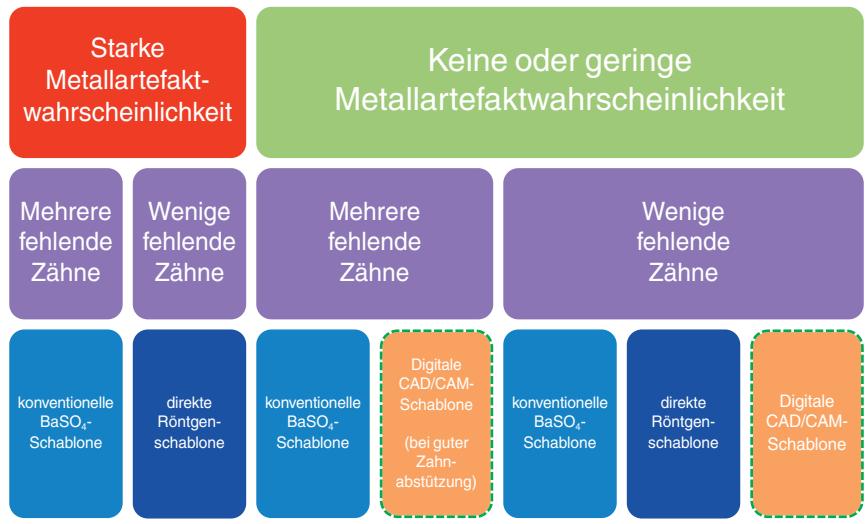 Starke
Metallartefakt-
wahrscheinlichkeit
Keine oder geringe
Metallartefaktwahrscheinlichkeit
Mehrere
fehlende
Zähne
Wenige
fehlende
Zähne
Mehrere
fehlende
Zähne
Wenige
fehlende
Zähne
konventionelle
BaSO₄-
Schablone
direkte
Röntgen-
schablone
konventionelle
BaSO₄-
Schablone
Digitale
CAD/CAM-
Schablone
(bei guter
Zahn-
abstützung)
konventionelle
BaSO₄-
Schablone
direkte
Röntgen-
schablone
Digitale
CAD/CAM-
Schablone